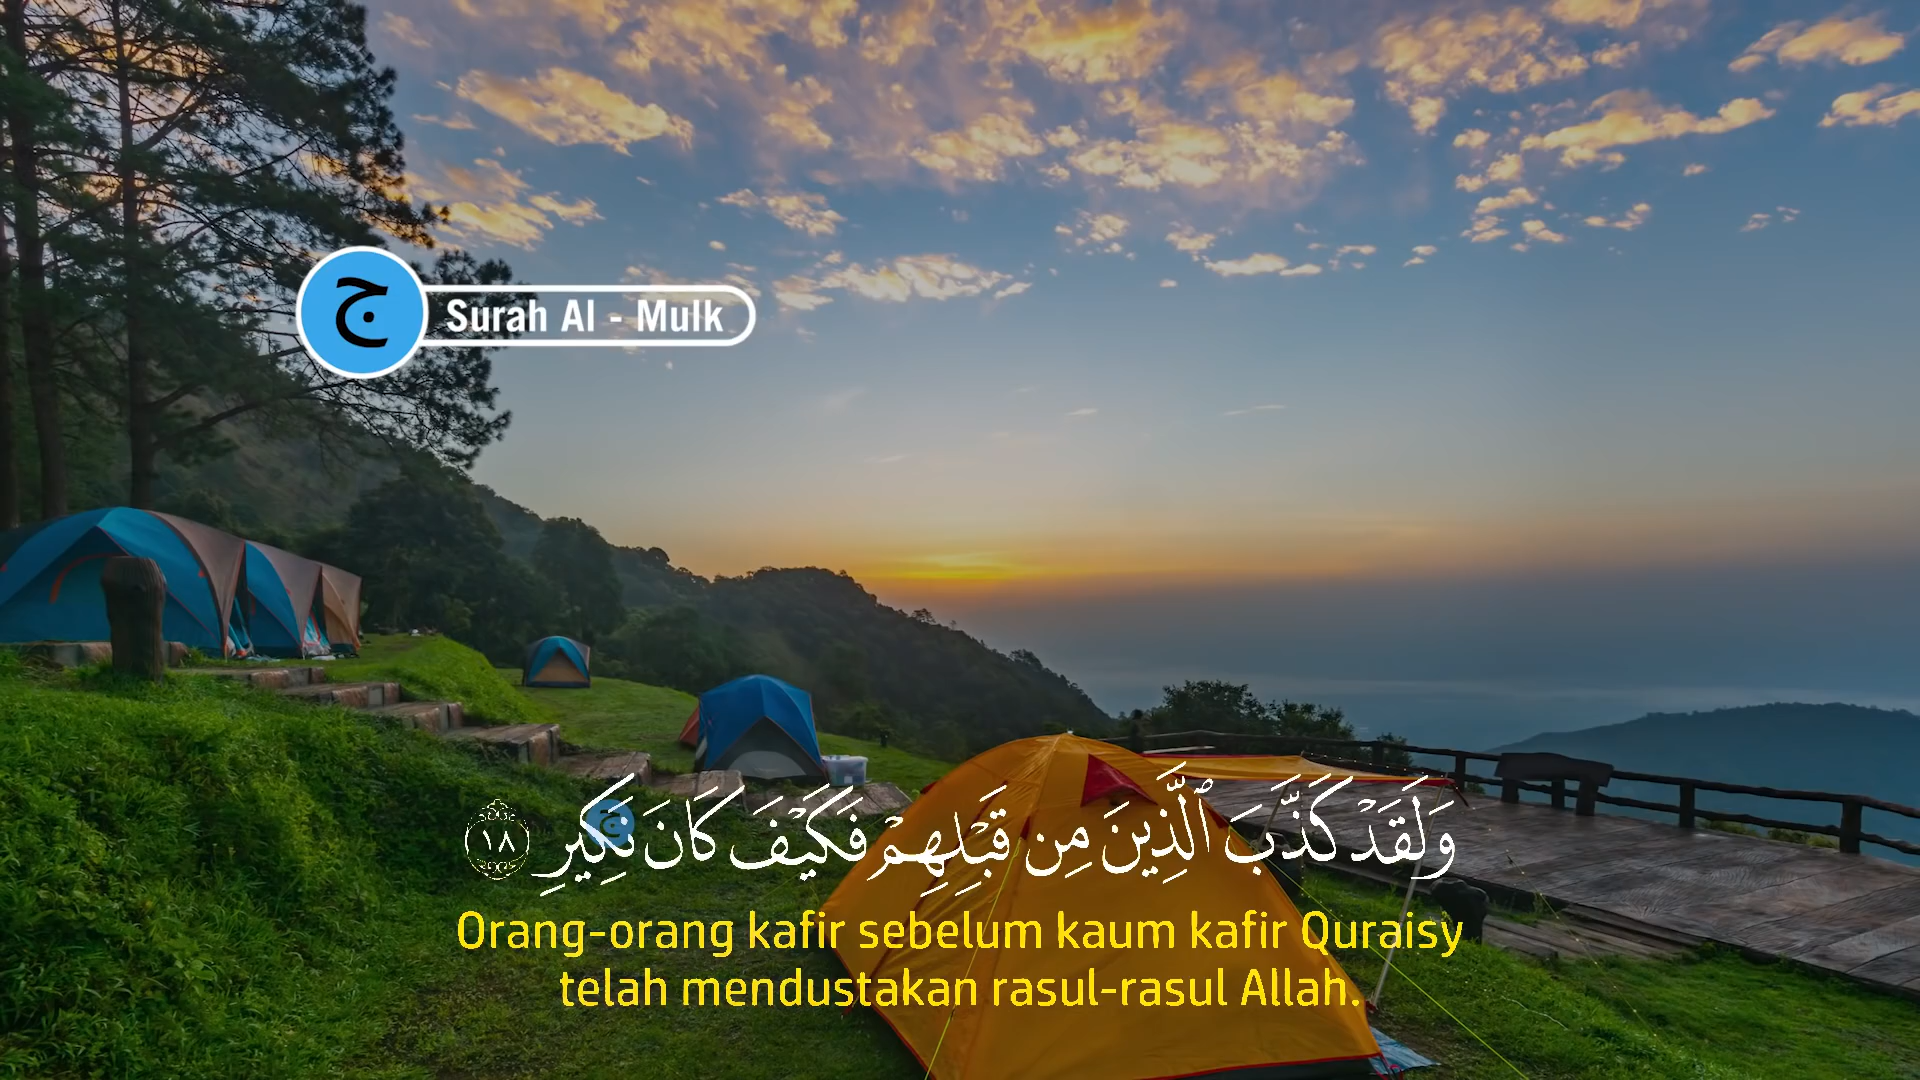 ج
Surah Al - Mulk
وَلَقَدْ كَذَّبَ ٱلَّذِينَ مِن قَبْلِهِمْ فَكَيْفَ كَانَ نَكِيرِ ١٨
Orang-orang kafir sebelum kaum kafir Quraisy
telah mendustakan rasul-rasul Allah.